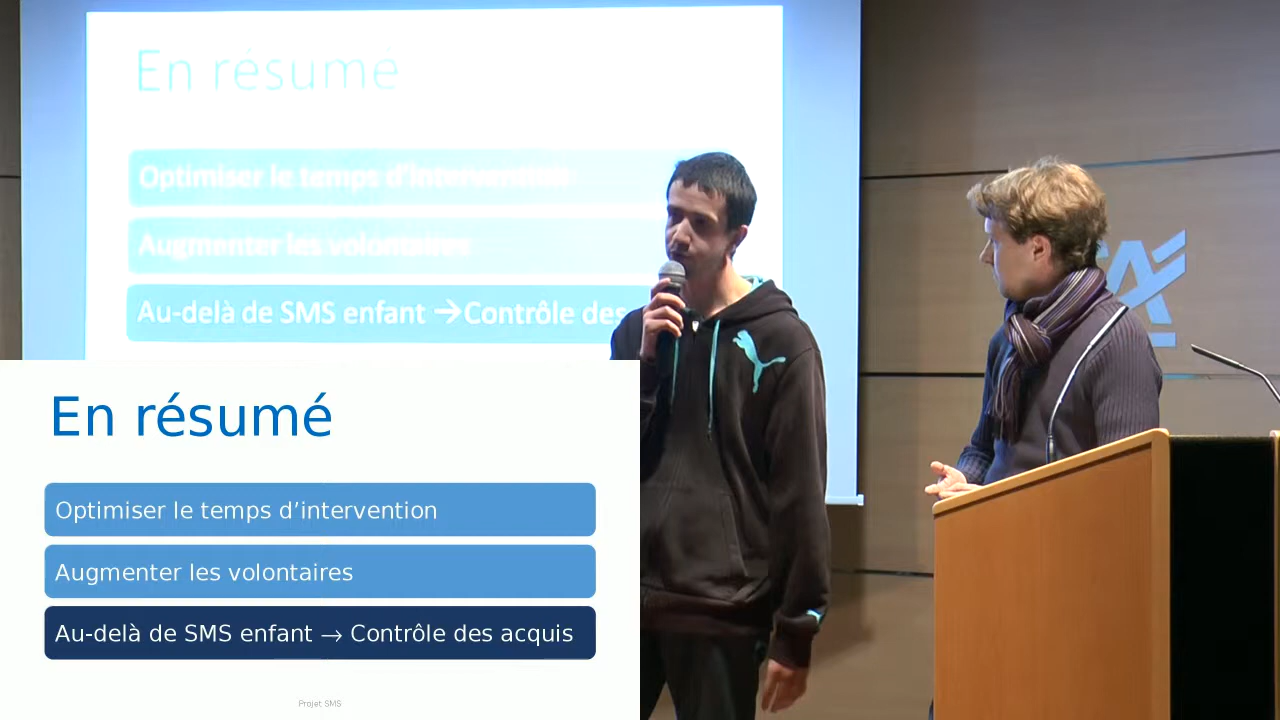 En résumé
Optimiser le temps d'intervention
Augmenter les volontaires
Au-delà de SMS enfant →Contrôle des
En résumé
Optimiser le temps d’intervention
Augmenter les volontaires
Au-delà de SMS enfant → Contrôle des acquis
Projet SMS